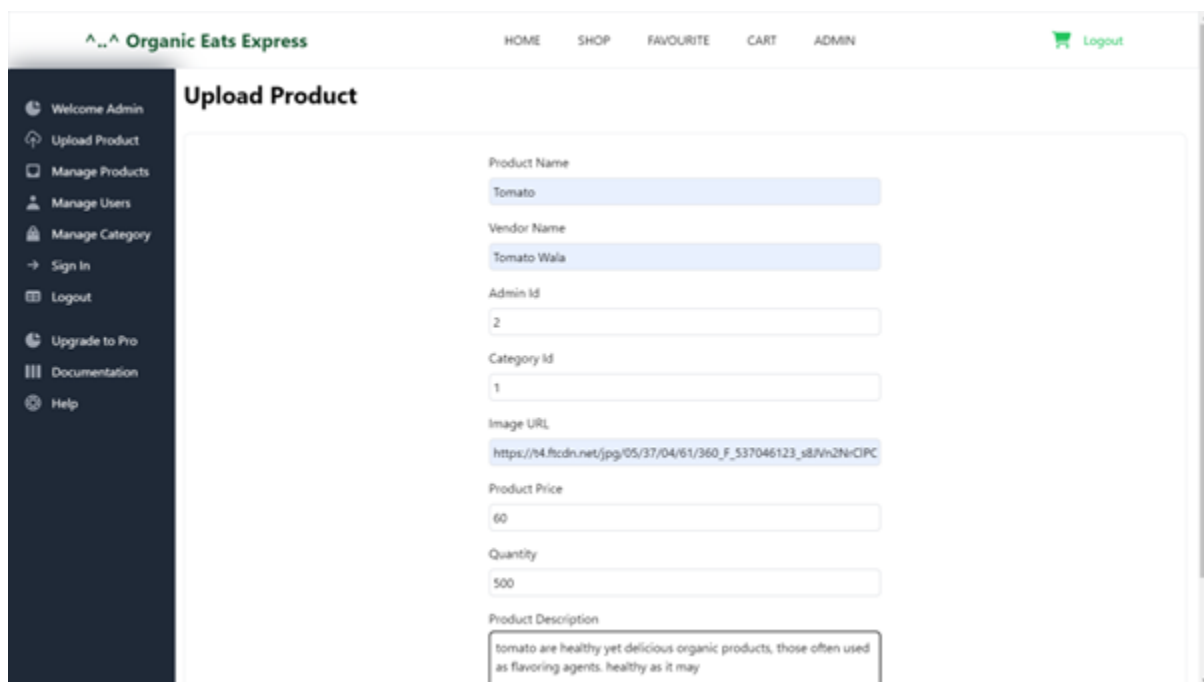 ^..^ Organic Eats Express
HOME SHOP FAVOURITE CART ADMIN
Logout
Welcome Admin
Upload Product
Manage Products
Manage Users
Manage Category
Sign In
Logout
Upgrade to Pro
Documentation
Help
Upload Product
Product Name
Tomato
Vendor Name
Tomato Wala
Admin Id
2
Category Id
1
Image URL
https://t4.ftcdn.net/jpg/05/37/04/61/360_F_537046123_
Product Price
60
Quantity
500
Product Description
tomato are healthy yet delicious organic products, those often used
as flavoring agents. healthy as it may